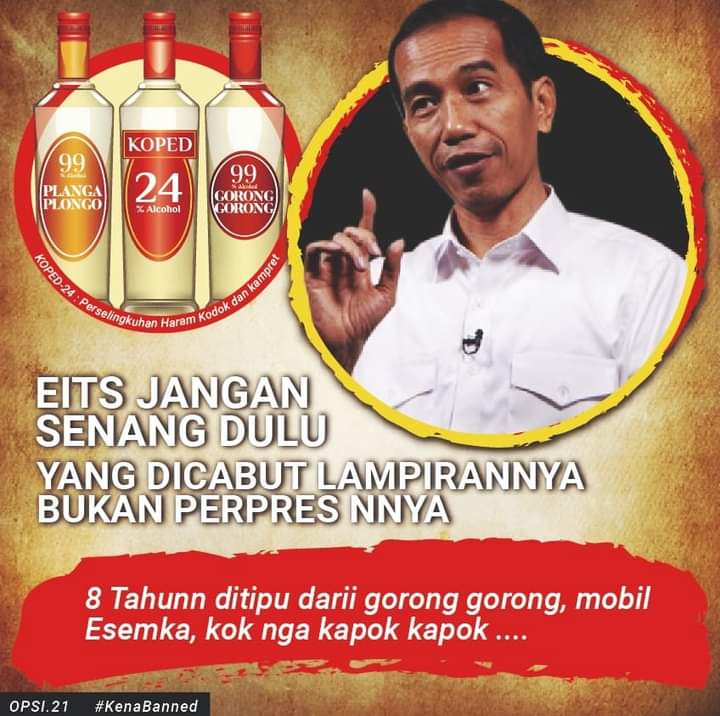 99
% Alkohol
PLANGA
PLONGO
KOPED
24
% Alcohol
99
% Alkohol
GORONG
GORONG
KOPED-24 : Perselingkuhan Haram Kodok dan kampret
EITS JANGAN
SENANG DULU
YANG DICABUT LAMPIRANNYA
BUKAN PERPRES NNYA
8 Tahunn ditipu darii gorong gorong, mobil
Esemka, kok nga kapok kapok ....
OPSI.21 #KenaBanned